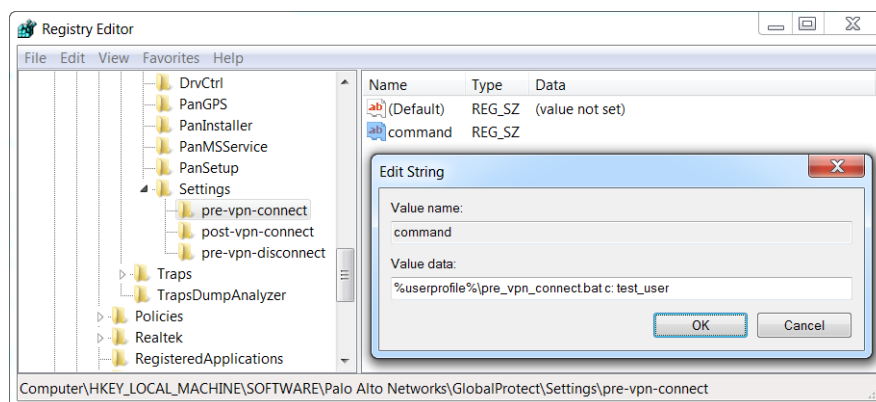 Registry Editor
File Edit View Favorites Help
DrvCtrl
PanGPS
PanInstaller
PanMSService
PanSetup
Settings
pre-vpn-connect
post-vpn-connect
pre-vpn-disconnect
Traps
TrapsDumpAnalyzer
Policies
Realtek
RegisteredApplications
Name Type Data
ab (Default) REG_SZ (value not set)
ab command REG_SZ
Edit String
Value name:
command
Value data:
%userprofile%\pre_vpn_connect.bat c: test_user
OK Cancel
Computer\HKEY_LOCAL_MACHINE\SOFTWARE\Palo Alto Networks\GlobalProtect\Settings\pre-vpn-connect